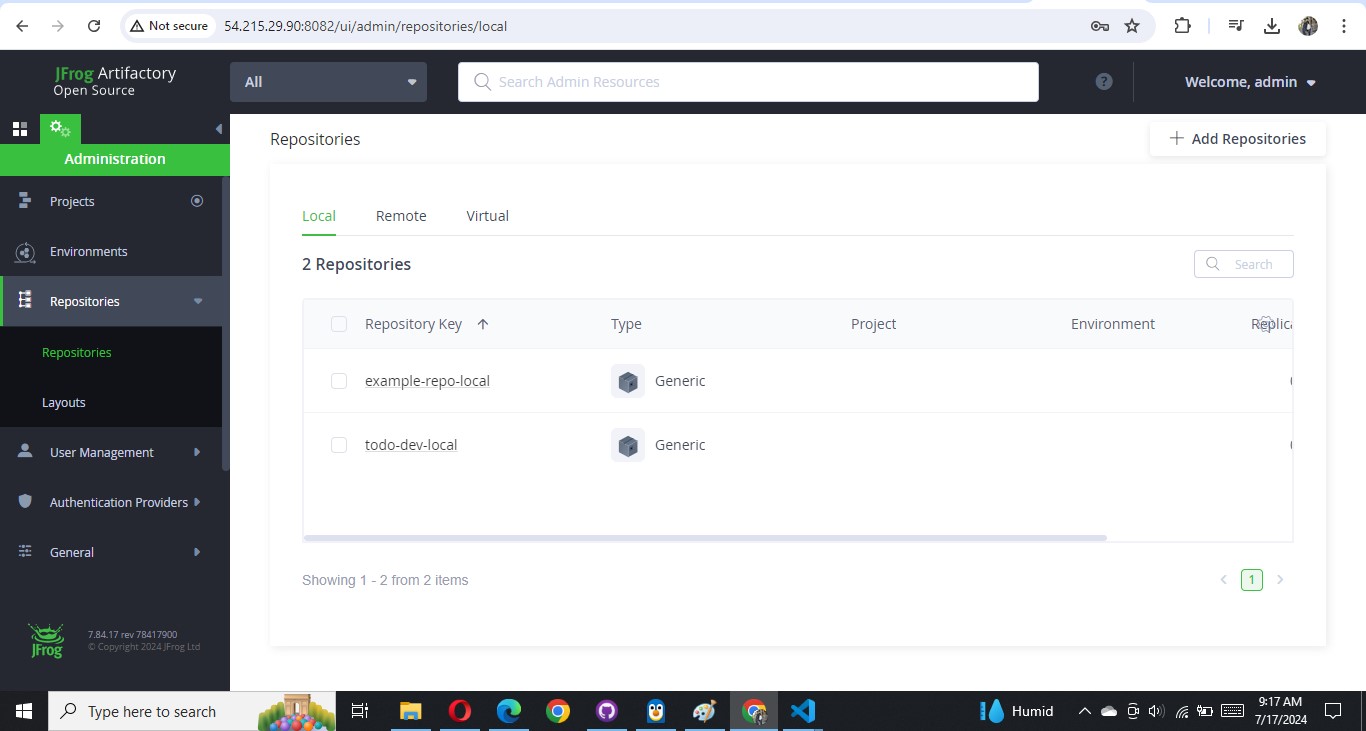 Not secure 54.215.29.90:8082/ui/admin/repositories/local
JFrog Artifactory
Open Source
All
Search Admin Resources
?
Welcome, admin
Administration
Projects
Environments
Repositories
Repositories
Layouts
User Management
Authentication Providers
General
JFrog
7.84.17 rev 78417900
© Copyright 2024 JFrog Ltd
Repositories
Add Repositories
Local Remote Virtual
2 Repositories
Search
Repository Key Type Project Environment
example-repo-local Generic
todo-dev-local Generic
Showing 1 - 2 from 2 items
1
Type here to search
Humid
9:17 AM
7/17/2024